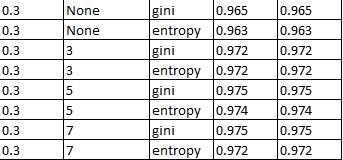 0.3 None gini 0.965 0.965
0.3 None entropy 0.963 0.963
0.3 3 gini 0.972 0.972
0.3 3 entropy 0.972 0.972
0.3 5 gini 0.975 0.975
0.3 5 entropy 0.974 0.974
0.3 7 gini 0.975 0.975
0.3 7 entropy 0.972 0.972